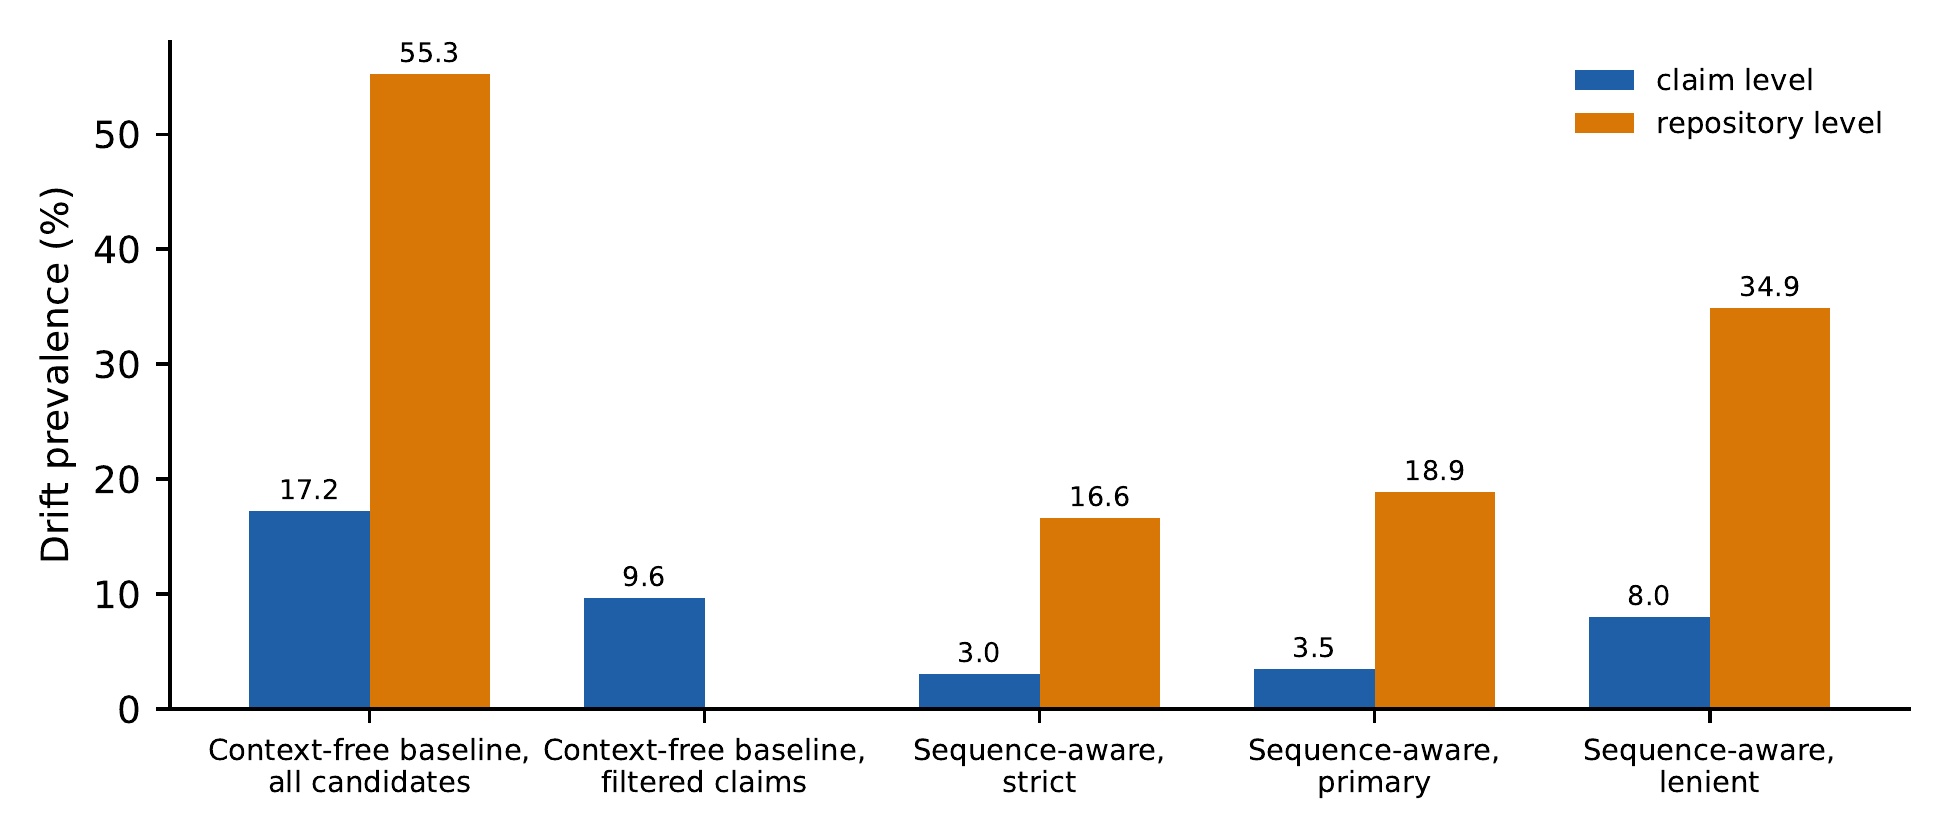 55.3
claim level
repository level
50
40
34.9
30
20
17.2
18.9
16.6
10
9.6
8.0
3.0
3.5
0
Drift prevalence (%)
Context-free baseline,
all candidates
Context-free baseline,
filtered claims
Sequence-aware,
strict
Sequence-aware,
primary
Sequence-aware,
lenient